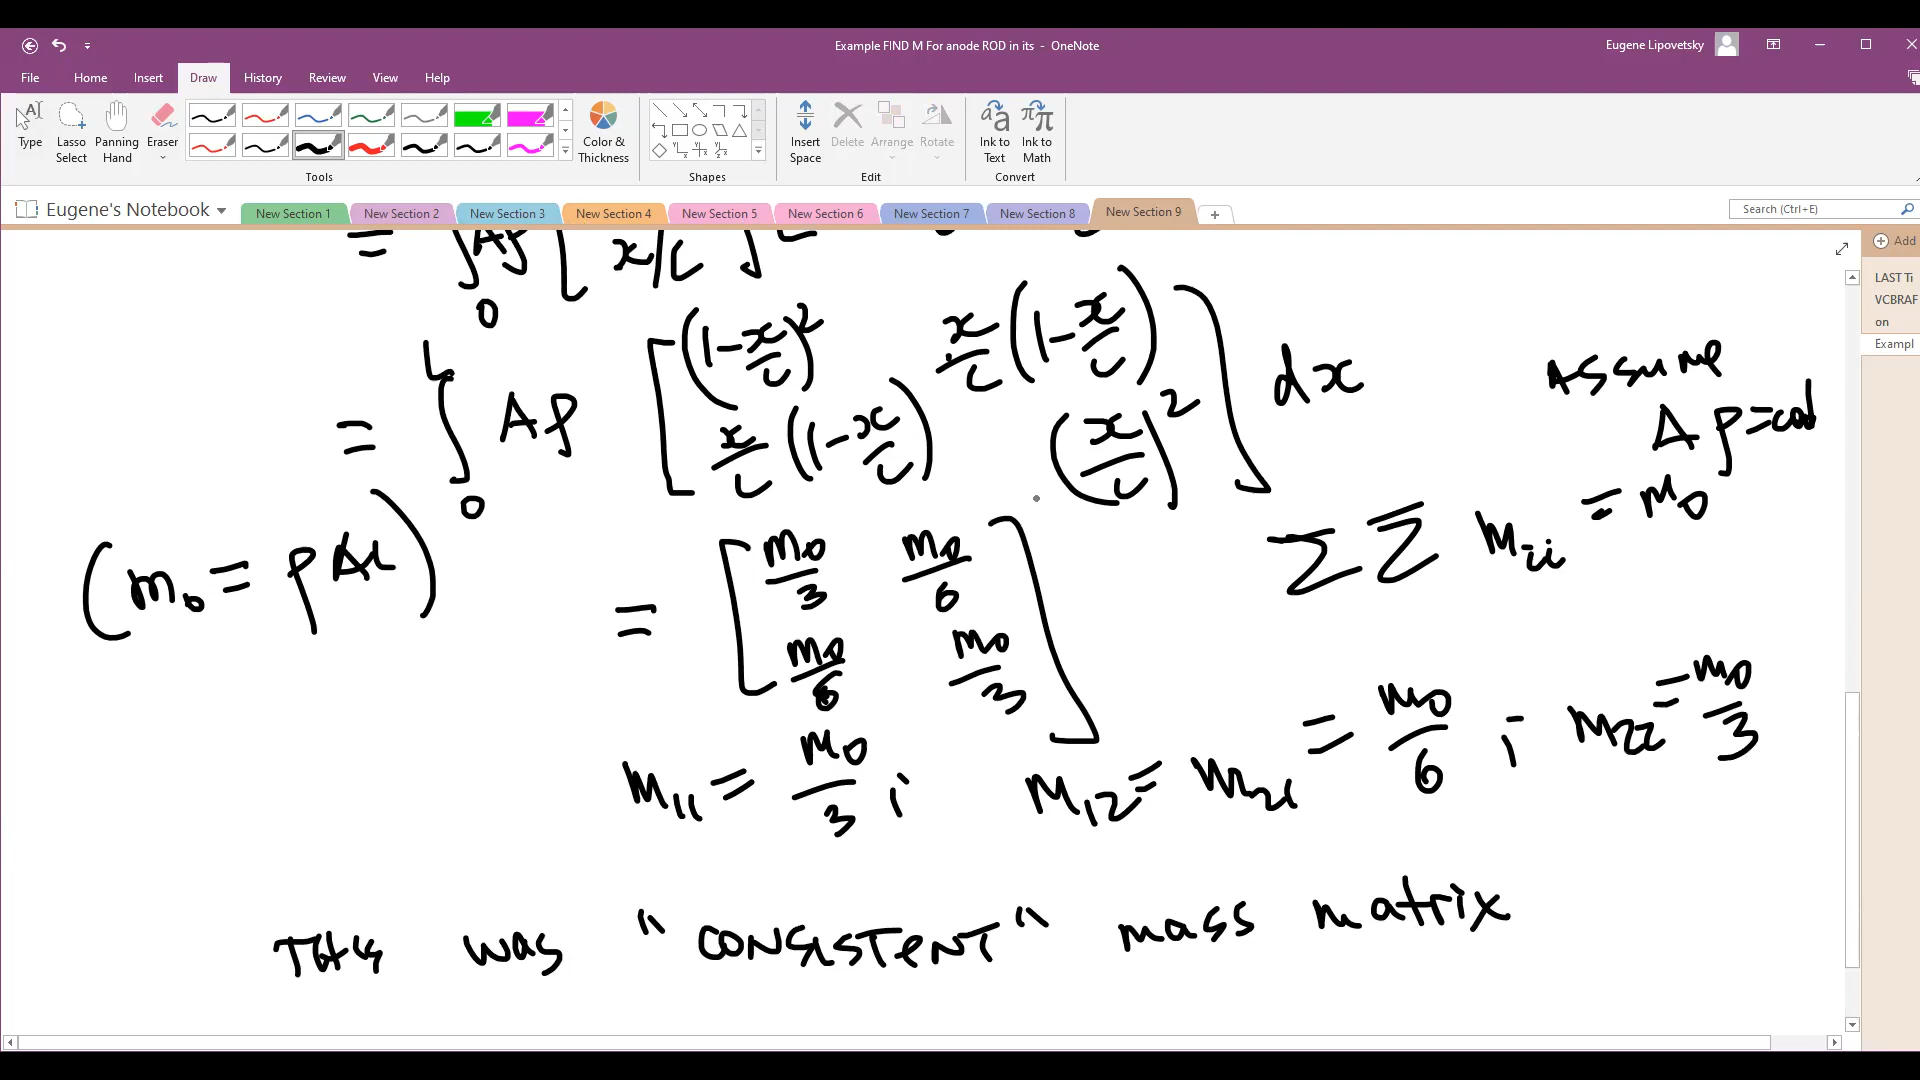 Example FIND M For anode ROD in its - OneNote
Eugene Lipovetsky
File Home Insert Draw History Review View Help
Type
Lasso Select
Panning Hand
Eraser
Color & Thickness
Insert Space
Delete
Arrange
Rotate
Ink to Text
Ink to Math
Tools Shapes Edit Convert
Eugene's Notebook
New Section 1 New Section 2 New Section 3 New Section 4 New Section 5 New Section 6 New Section 7 New Section 8 New Section 9
Search (Ctrl+E)
Add
LAST Ti
VCBRAF
on
Exampl
= ∫₀ Aρ [ x/L ]
= ∫₀ᴸ Aρ [ (1-x/L)² x/L (1-x/L)
x/L (1-x/L) (x/L)² ] dx
Assume
Aρ=
(m₀ = ρAL)
= [ m₀/3 m₀/6
m₀/6 m₀/3 ]
Σ Σ Mij = M₀
M11 = m₀/3 ; M12 = M21 = m₀/6 ; M22 = m₀/3
THIS was "CONSISTENT" mass matrix